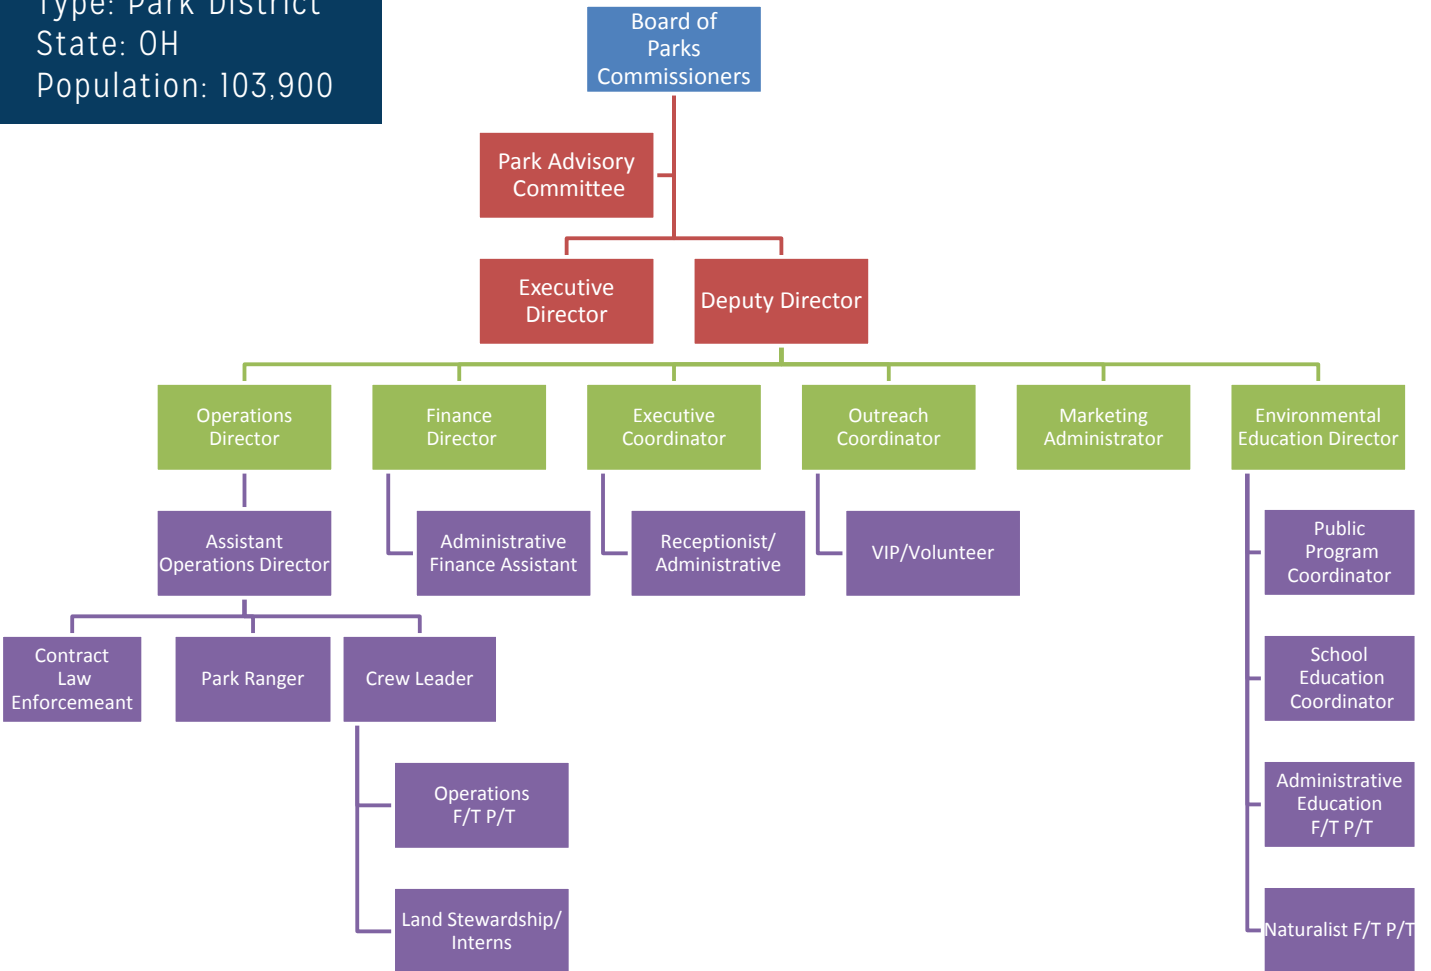 Type: Park District
State: OH
Population: 103,900
Board of
Parks
Commissioners
Park Advisory
Committee
Executive
Director
Deputy Director
Operations
Director
Finance
Director
Executive
Coordinator
Outreach
Coordinator
Marketing
Administrator
Environmental
Education Director
Assistant
Operations Director
Administrative
Finance Assistant
Receptionist/
Administrative
VIP/Volunteer
Public
Program
Coordinator
Contract
Law
Enforcemeant
Park Ranger
Crew Leader
School
Education
Coordinator
Operations
F/T P/T
Administrative
Education
F/T P/T
Land Stewardship/
Interns
Naturalist F/T P/T